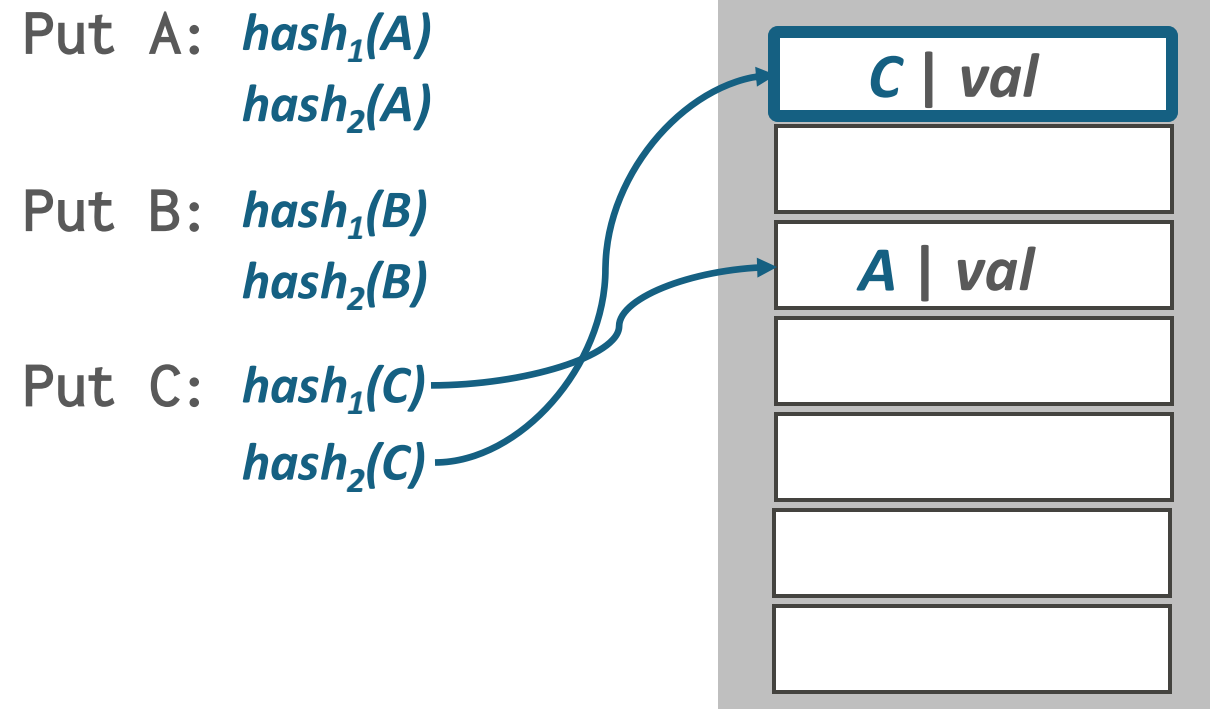 Put A: hash1(A)
hash2(A)
Put B: hash1(B)
hash2(B)
Put C: hash1(C)
hash2(C)
C | val
A | val